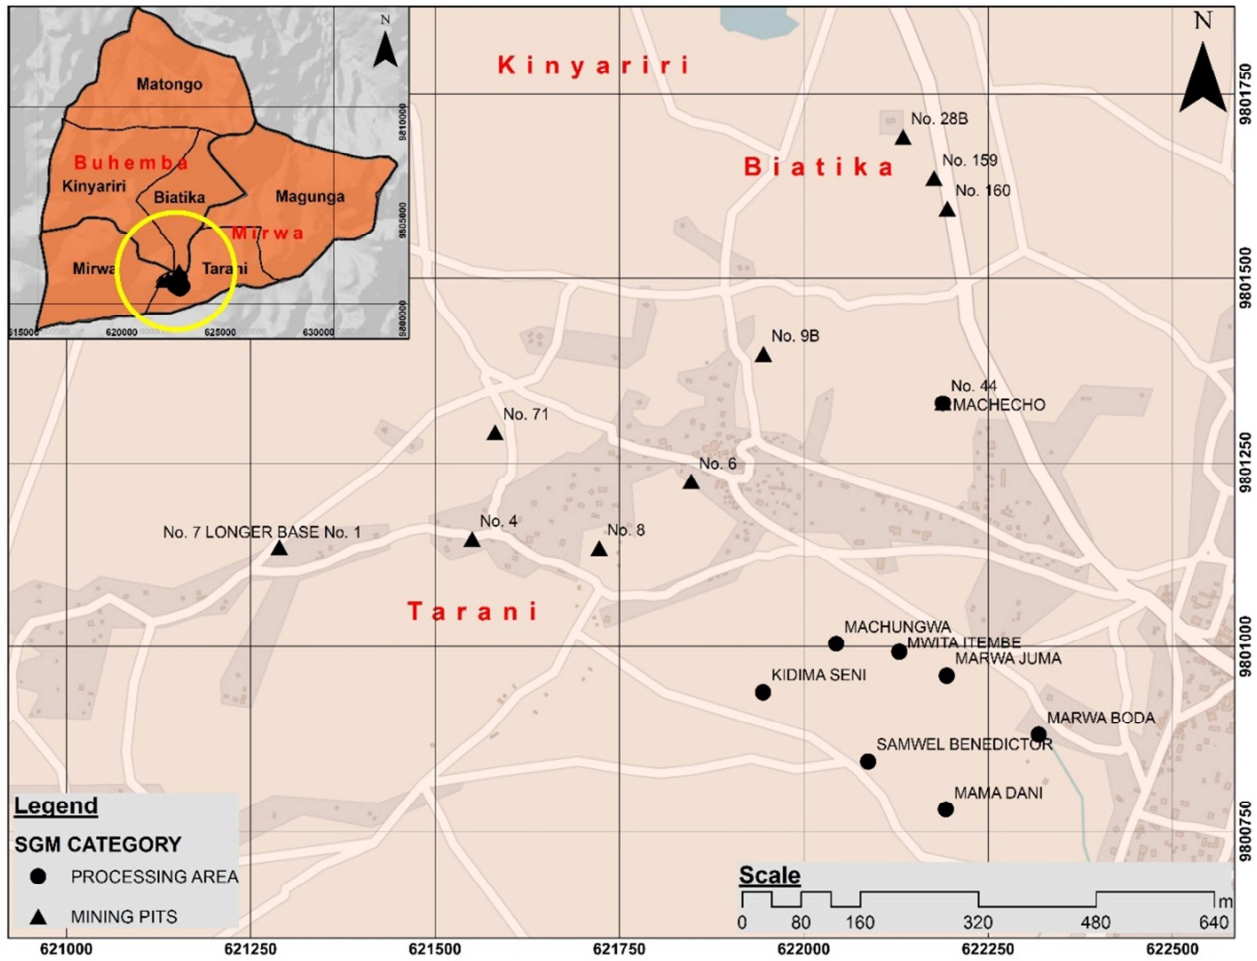 N
Matongo
Buhemba
Kinyariri
Biatika
Magunga
Mirwa
Mirwa
Tarani
9810000
9805000
9800000
615000
620000
625000
630000
N
Kinyariri
Biatika
Tarani
No. 28B
No. 159
No. 160
No. 9B
No. 44
MACHECHO
No. 71
No. 6
No. 7 LONGER BASE No. 1
No. 4
No. 8
MACHUNGWA
MWITA ITEMBE
MARWA JUMA
KIDIMA SENI
MARWA BODA
SAMWEL BENEDICTOR
MAMA DANI
9801750
9801500
9801250
9801000
9800750
Legend
SGM CATEGORY
PROCESSING AREA
MINING PITS
Scale
m
0 80 160 320 480 640
621000 621250 621500 621750 622000 622250 622500